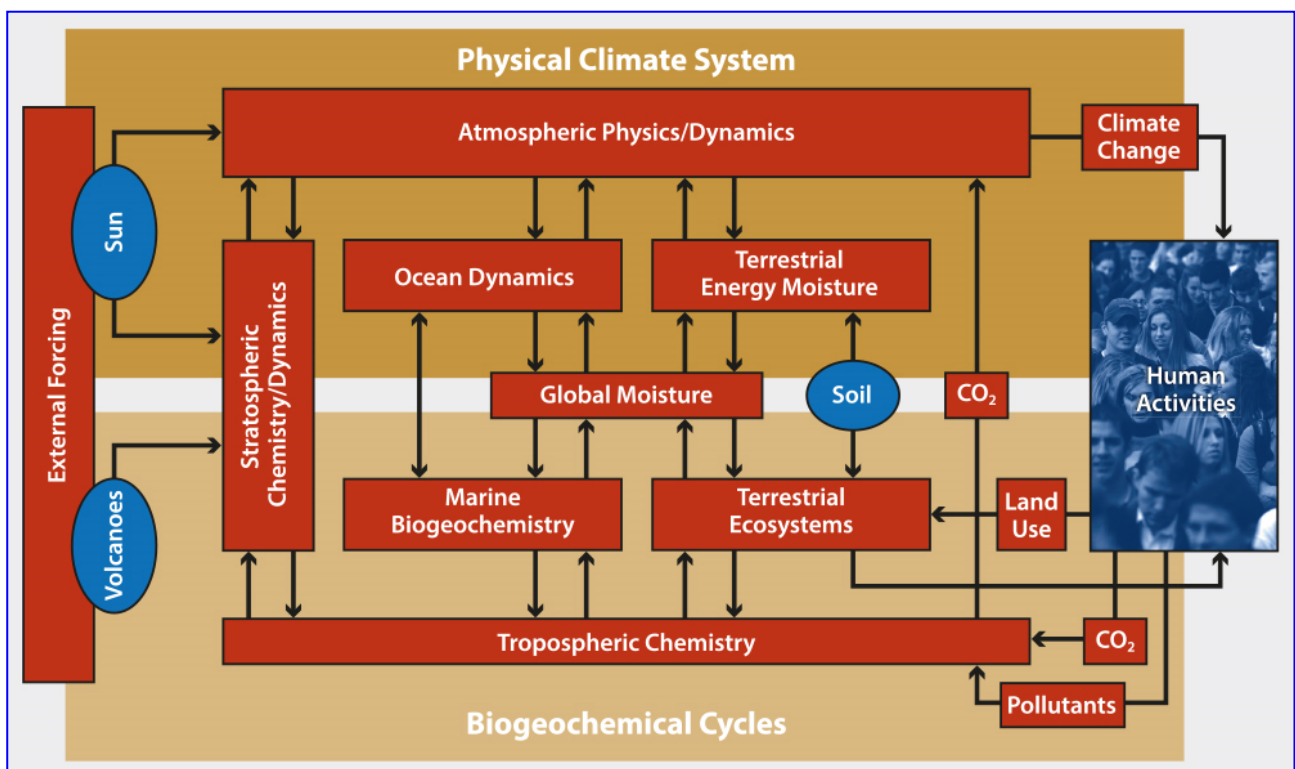 Physical Climate System
Atmospheric Physics/Dynamics
Climate
Change
External Forcing
Sun
Volcanoes
Stratospheric
Chemistry/Dynamics
Ocean Dynamics
Terrestrial
Energy Moisture
Global Moisture
Soil
CO₂
Human
Activities
Marine
Biogeochemistry
Terrestrial
Ecosystems
Land
Use
Tropospheric Chemistry
CO₂
Pollutants
Biogeochemical Cycles